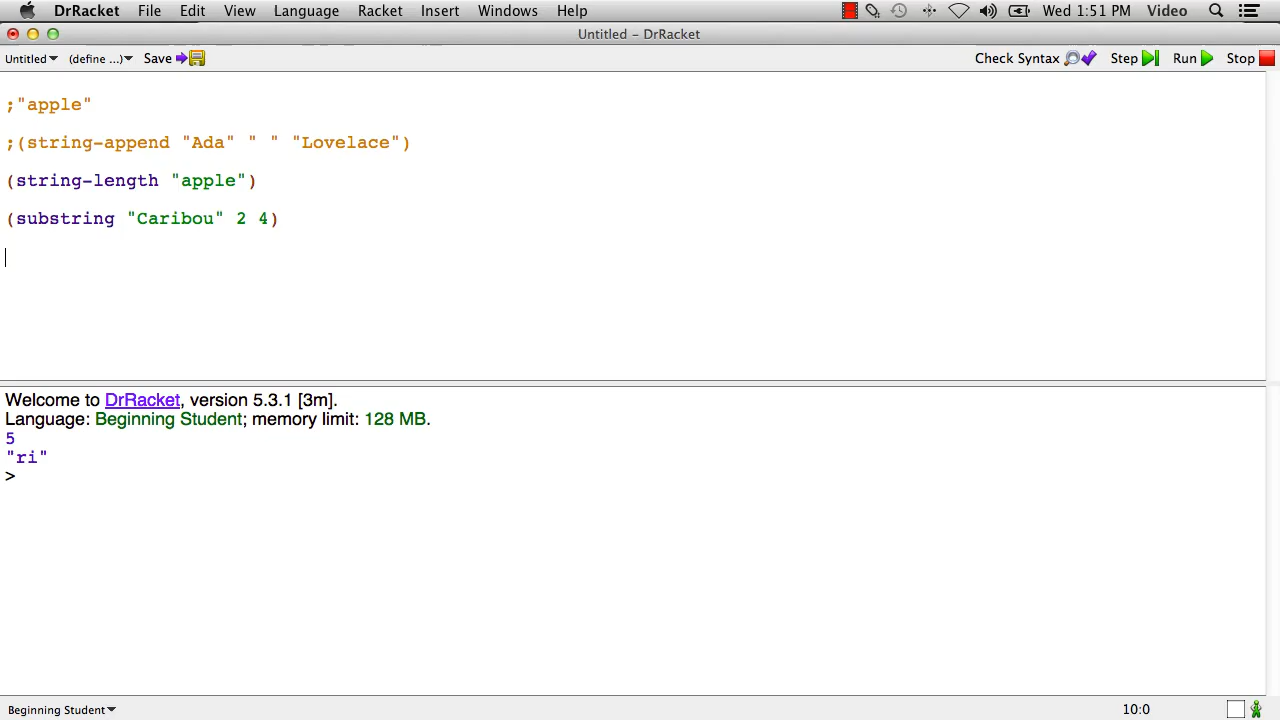 DrRacket File Edit View Language Racket Insert Windows Help Wed 1:51 PM Video
Untitled – DrRacket
Untitled (define ...) Save Check Syntax Step Run Stop
;"apple"
;(string-append "Ada" " " "Lovelace")
(string-length "apple")
(substring "Caribou" 2 4)
Welcome to DrRacket, version 5.3.1 [3m].
Language: Beginning Student; memory limit: 128 MB.
5
"ri"
>
Beginning Student 10:0